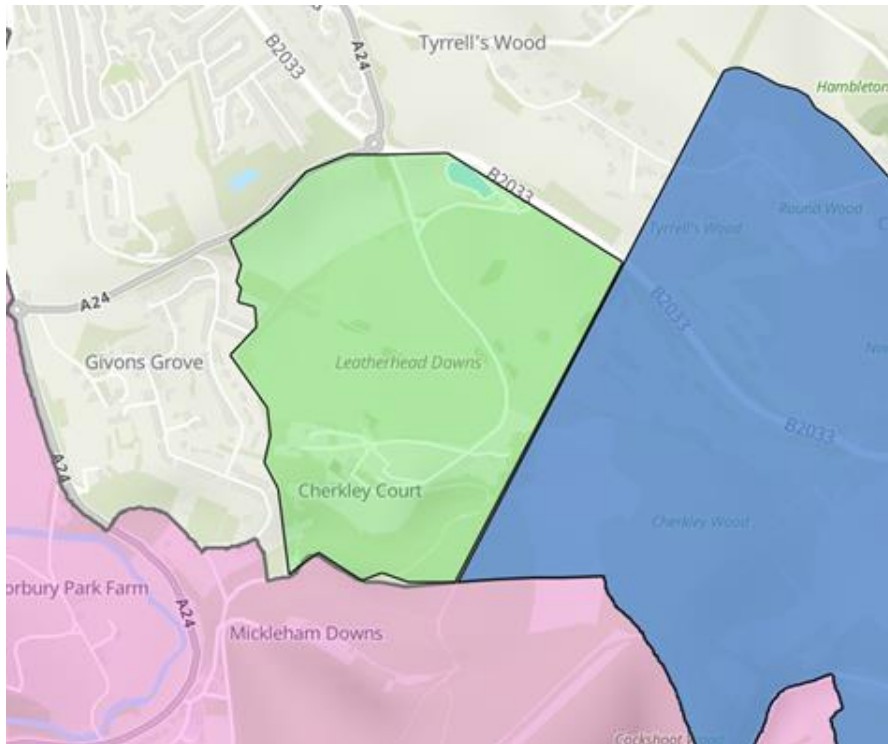 Tyrrell's Wood
B2033
A24
Hambleton
B2033
Round Wood
Tyrrell's Wood
A24
B2033
Givons Grove
Leatherhead Downs
B2033
A24
Cherkley Court
Cherkley Wood
orbury Park Farm
A24
Mickleham Downs
Cockshoot Wood